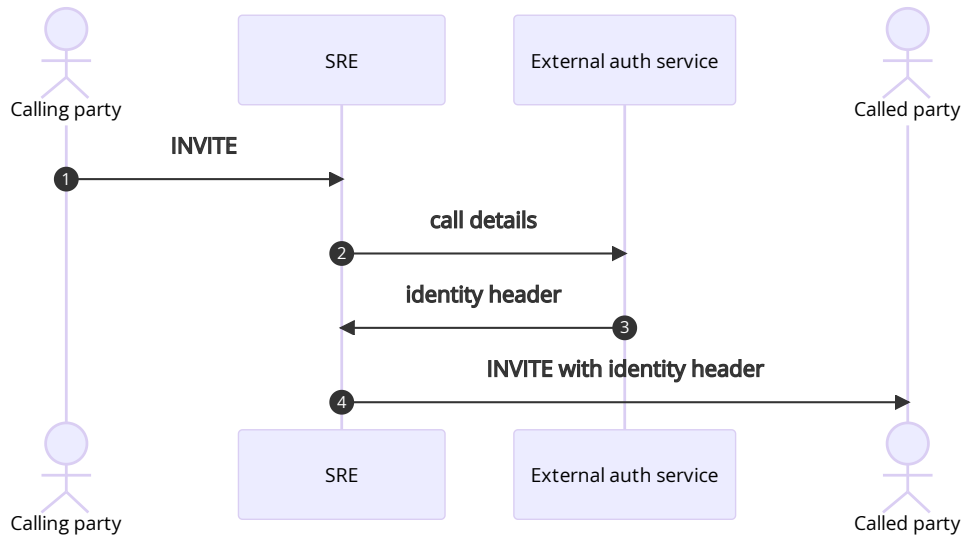 SRE
External auth service
Calling party
Called party
INVITE
1
call details
2
identity header
3
INVITE with identity header
4
SRE
External auth service
Calling party
Called party